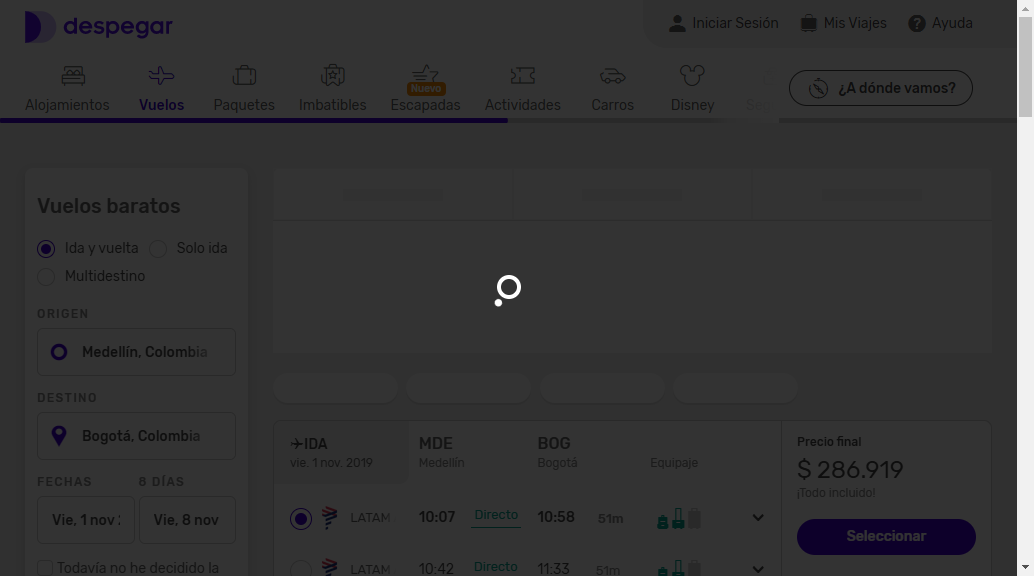 despegar
Iniciar Sesión
Mis Viajes
Ayuda
Alojamientos
Vuelos
Paquetes
Imbatibles
Nuevo
Escapadas
Actividades
Carros
Disney
¿A dónde vamos?
Vuelos baratos
Ida y vuelta
Solo ida
Multidestino
ORIGEN
Medellín, Colombia
DESTINO
Bogotá, Colombia
FECHAS
8 DÍAS
Vie, 1 nov
Vie, 8 nov
Todavía no he decidido la
IDA
vie. 1 nov. 2019
MDE
Medellín
BOG
Bogotá
Equipaje
LATAM
10:07
Directo
10:58
51m
LATAM
10:42
Directo
11:33
51m
Precio final
$ 286.919
¡Todo incluido!
Seleccionar